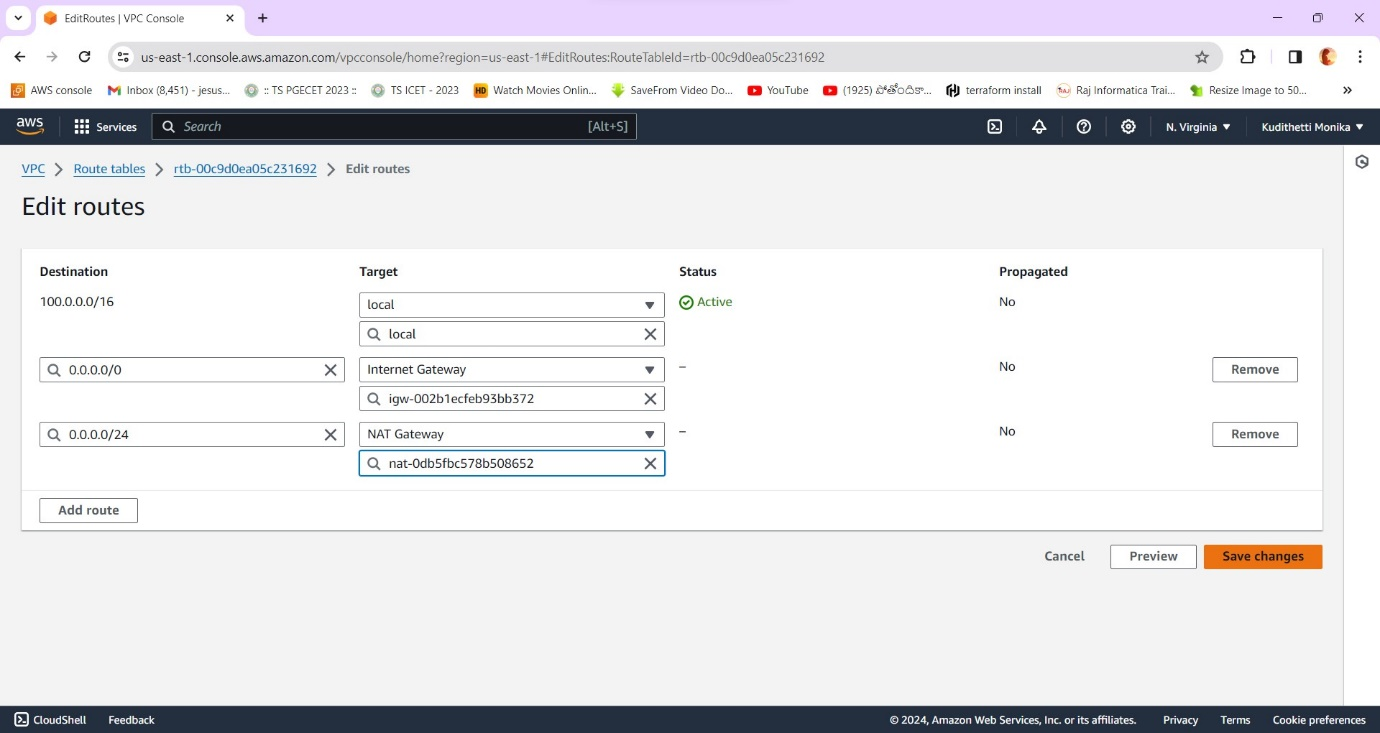 EditRoutes | VPC Console
us-east-1.console.aws.amazon.com/vpcconsole/home?region=us-east-1#EditRoutes:RouteTableId=rtb-00c9d0ea05c231692
AWS console Inbox (8,451) - jesus... :: TS PGECET 2023 :: TS ICET - 2023 HD Watch Movies Onlin... SaveFrom Video Do... YouTube (1925) terraform install Raj Informatica Trai... Resize Image to 50... »
aws Services Search [Alt+S] N. Virginia Kudithetti Monika
VPC Route tables rtb-00c9d0ea05c231692 Edit routes
Edit routes
Destination Target Status Propagated
100.0.0.0/16 local Active No
local
0.0.0.0/0 Internet Gateway – No Remove
igw-002b1ecfeb93bb372
0.0.0.0/24 NAT Gateway – No Remove
nat-0db5fbc578b508652
Add route
Cancel Preview Save changes
CloudShell Feedback © 2024, Amazon Web Services, Inc. or its affiliates. Privacy Terms Cookie preferences